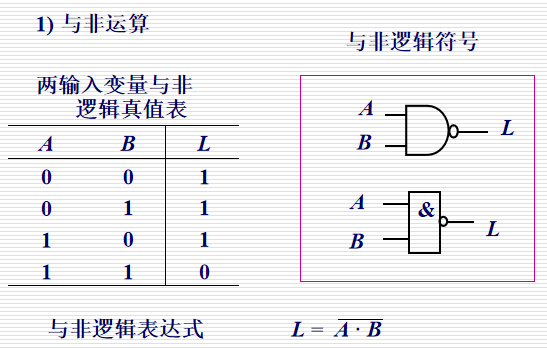 1) 与非运算
与非逻辑符号
两输入变量与非
逻辑真值表
A B L
0 0 1
0 1 1
1 0 1
1 1 0
A
B
L
A
B
&
L
与非逻辑表达式 L = \overline{A · B}